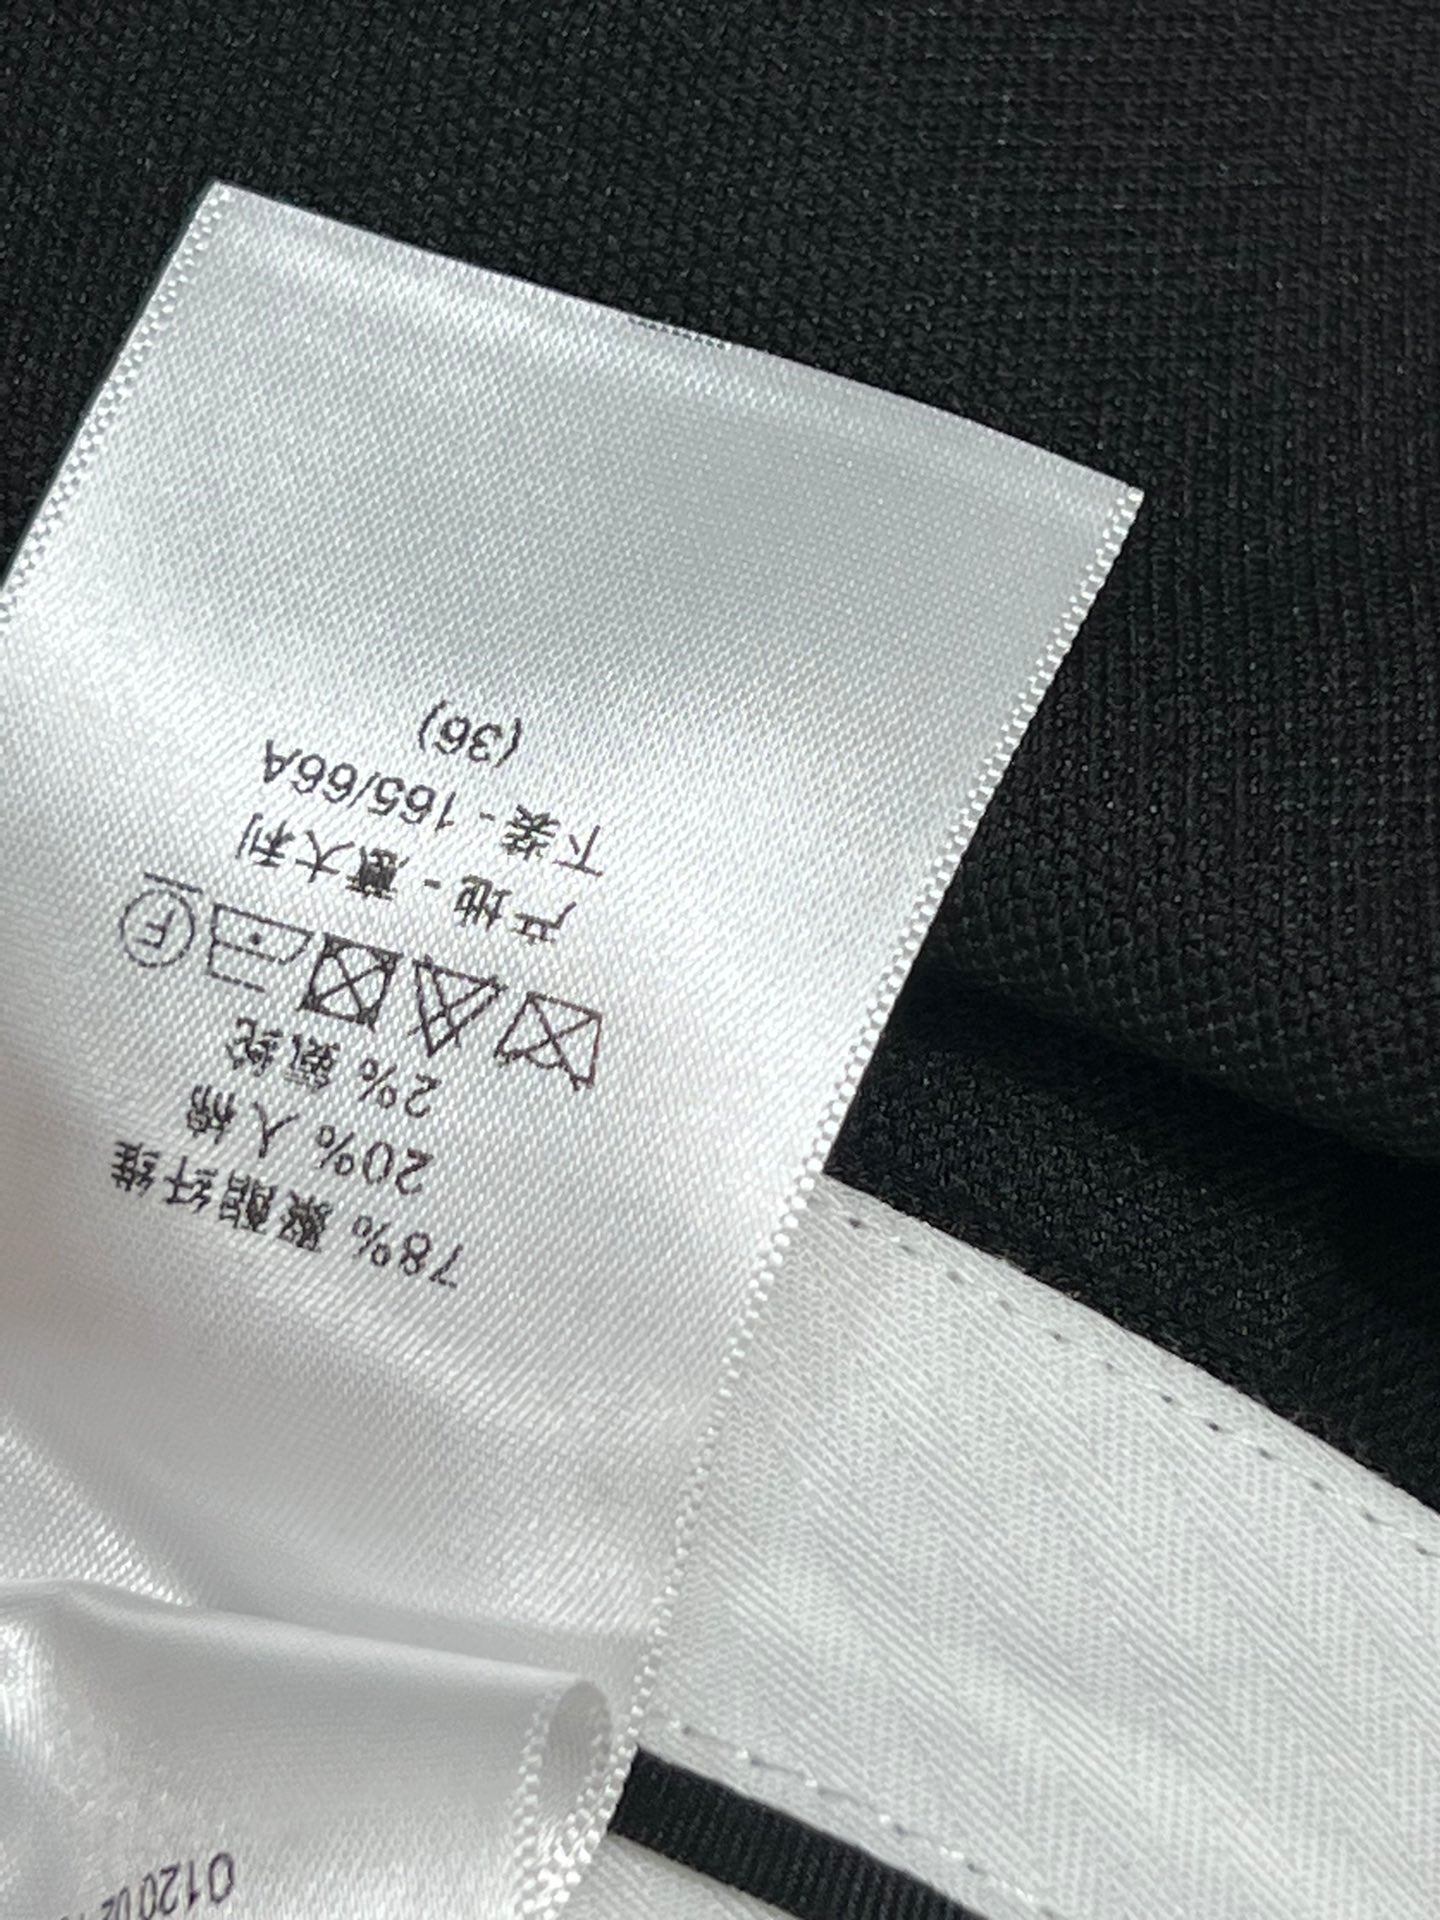 78% 聚酯纤维
20% 人棉
2% 氨纶
F
产地 - 意大利
下装 - 165/66A
(36)